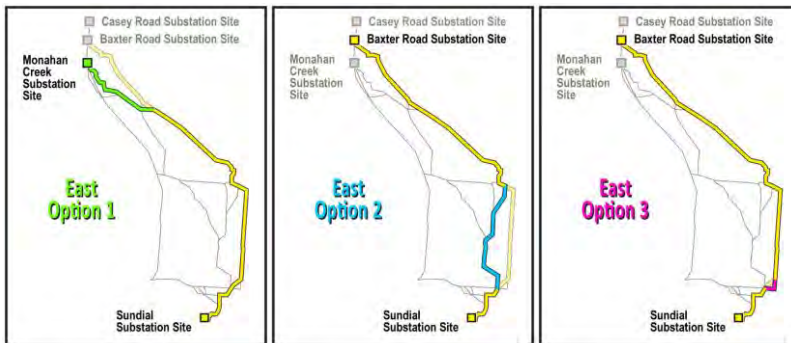 Casey Road Substation Site
Baxter Road Substation Site
Monahan
Creek
Substation
Site
East
Option 1
Sundial
Substation Site
Casey Road Substation Site
Baxter Road Substation Site
Monahan
Creek
Substation
Site
East
Option 2
Sundial
Substation Site
Casey Road Substation Site
Baxter Road Substation Site
Monahan
Creek
Substation
Site
East
Option 3
Sundial
Substation Site